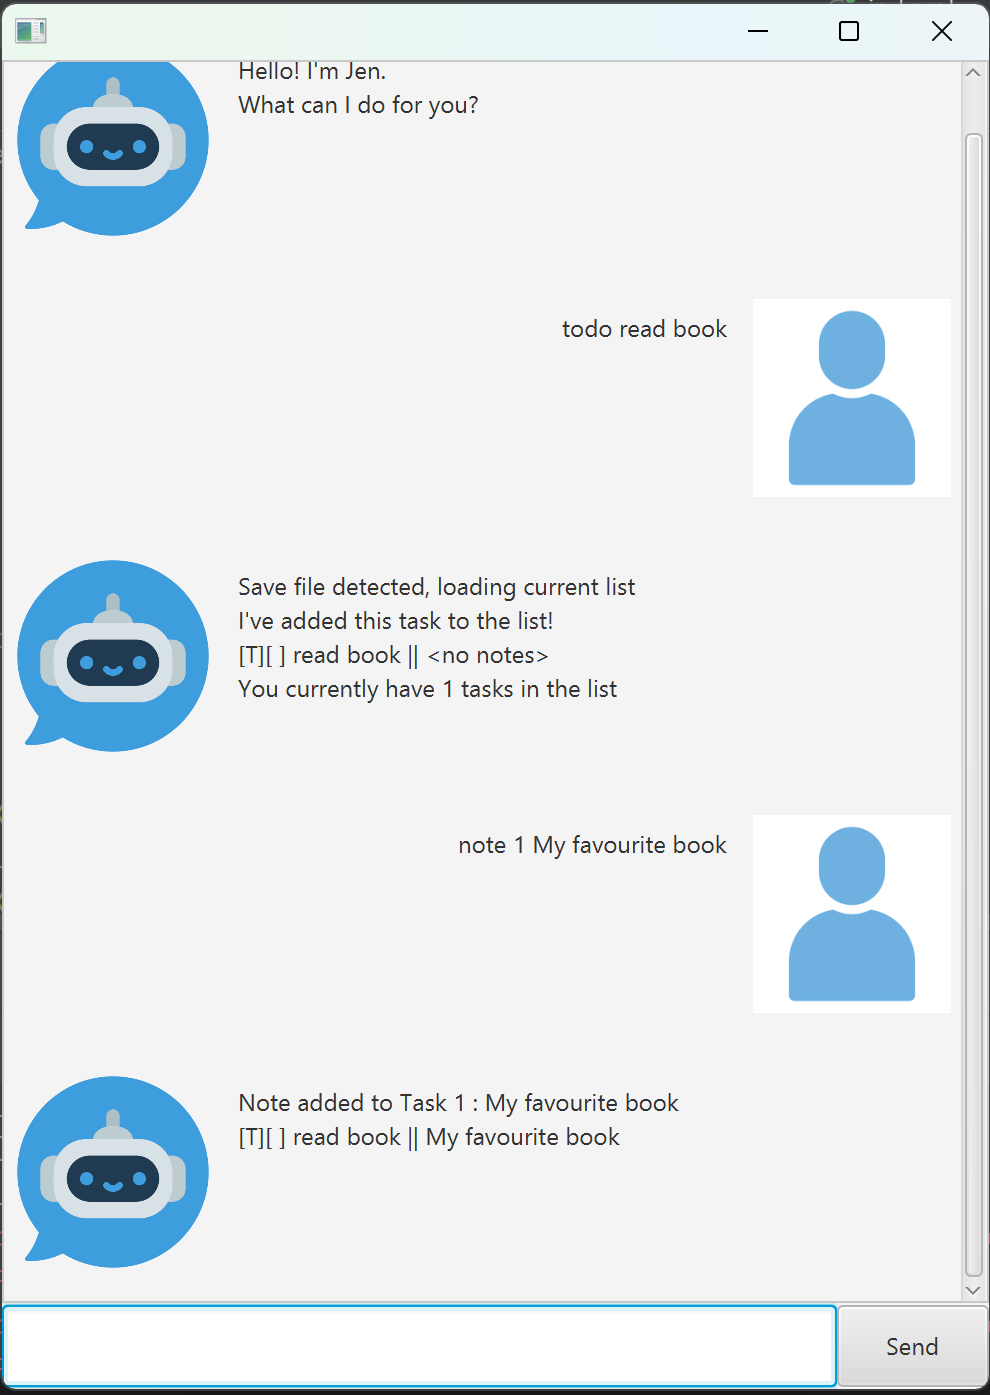 Hello! I'm Jen.
What can I do for you?
todo read book
Save file detected, loading current list
I've added this task to the list!
[T][ ] read book || <no notes>
You currently have 1 tasks in the list
note 1 My favourite book
Note added to Task 1 : My favourite book
[T][ ] read book || My favourite book
Send